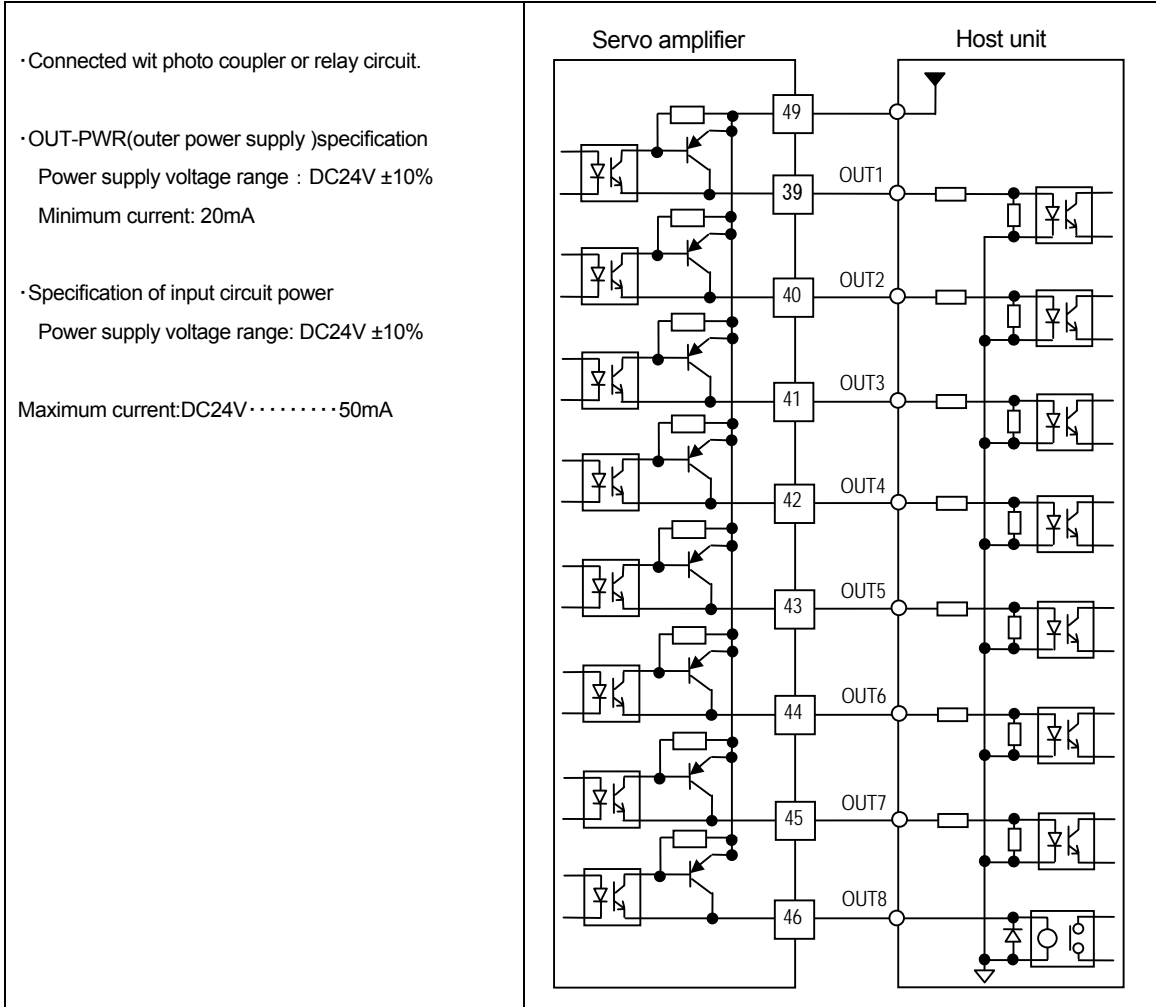 ･Connected wit photo coupler or relay circuit.
･OUT-PWR(outer power supply )specification
Power supply voltage range：DC24V ±10%
Minimum current: 20mA
･Specification of input circuit power
Power supply voltage range: DC24V ±10%
Maximum current:DC24V･････････50mA
Servo amplifier
Host unit
49
39
OUT1
40
OUT2
41
OUT3
42
OUT4
43
OUT5
44
OUT6
45
OUT7
46
OUT8